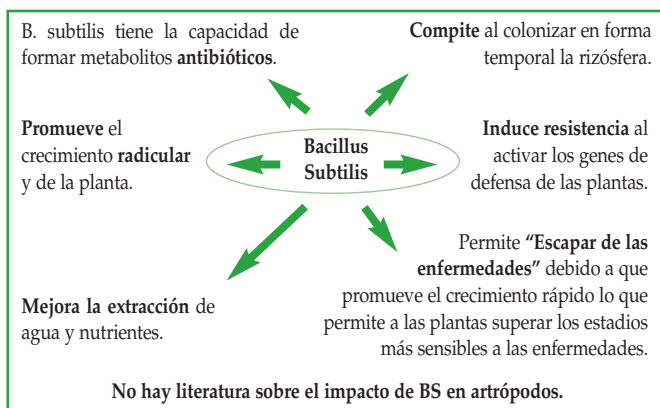 B. subtilis tiene la capacidad de
formar metabolitos antibióticos.
Compite al colonizar en forma
temporal la rizósfera.
Promueve el
crecimiento radicular
y de la planta.
Bacillus
Subtilis
Induce resistencia al
activar los genes de
defensa de las plantas.
Mejora la extracción de
agua y nutrientes.
Permite “Escapar de las
enfermedades” debido a que
promueve el crecimiento rápido lo que
permite a las plantas superar los estadios
más sensibles a las enfermedades.
No hay literatura sobre el impacto de BS en artrópodos.